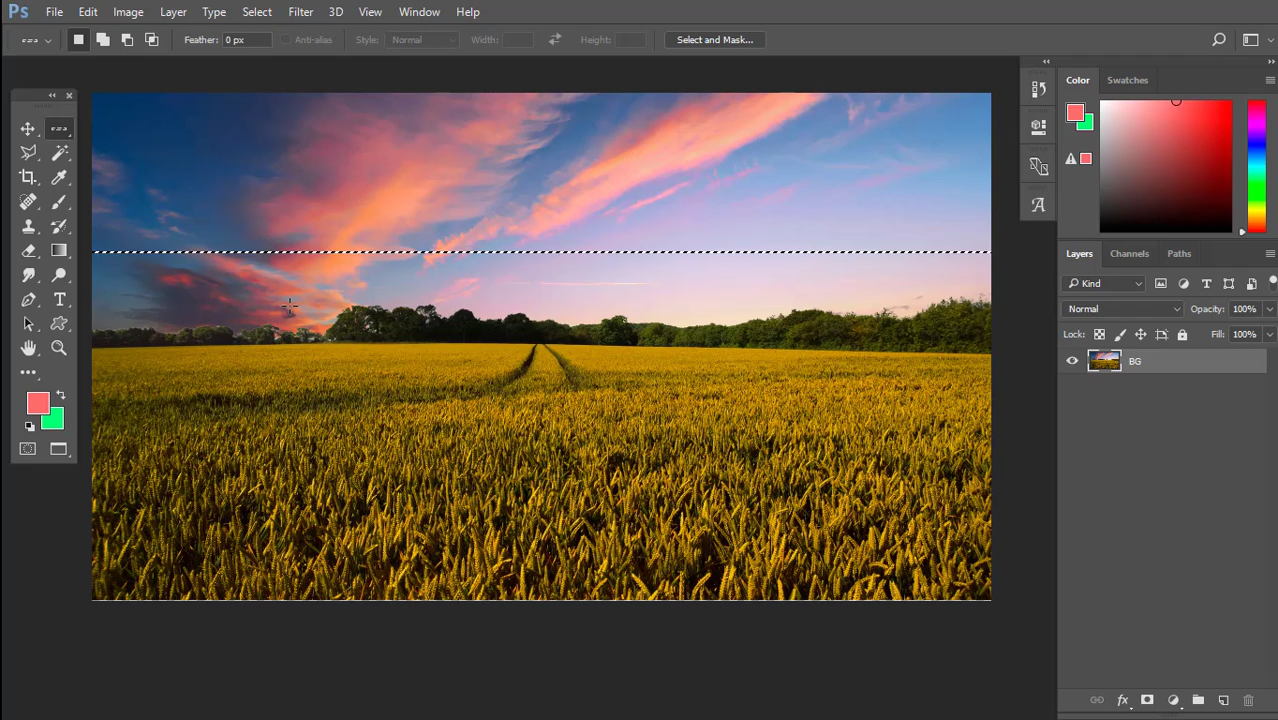 Ps File Edit Image Layer Type Select Filter 3D View Window Help
Feather: 0 px Anti-alias Style: Normal Width: Height: Select and Mask...
Color Swatches
Layers Channels Paths
Kind
Normal Opacity: 100%
Lock: Fill: 100%
BG